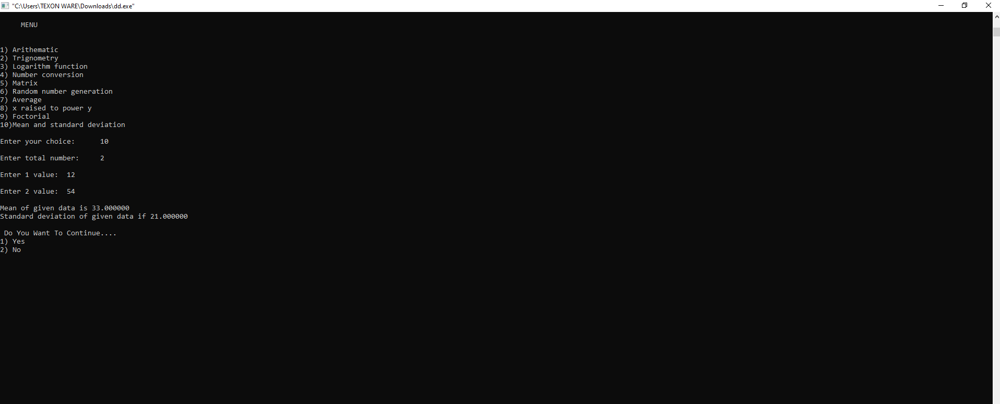 "C:\Users\TEXON WARE\Downloads\dd.exe"
MENU
1) Arithematic
2) Trignometry
3) Logarithm function
4) Number conversion
5) Matrix
6) Random number generation
7) Average
8) x raised to power y
9) Foctorial
10)Mean and standard deviation
Enter your choice: 10
Enter total number: 2
Enter 1 value: 12
Enter 2 value: 54
Mean of given data is 33.000000
Standard deviation of given data if 21.000000
Do You Want To Continue....
1) Yes
2) No